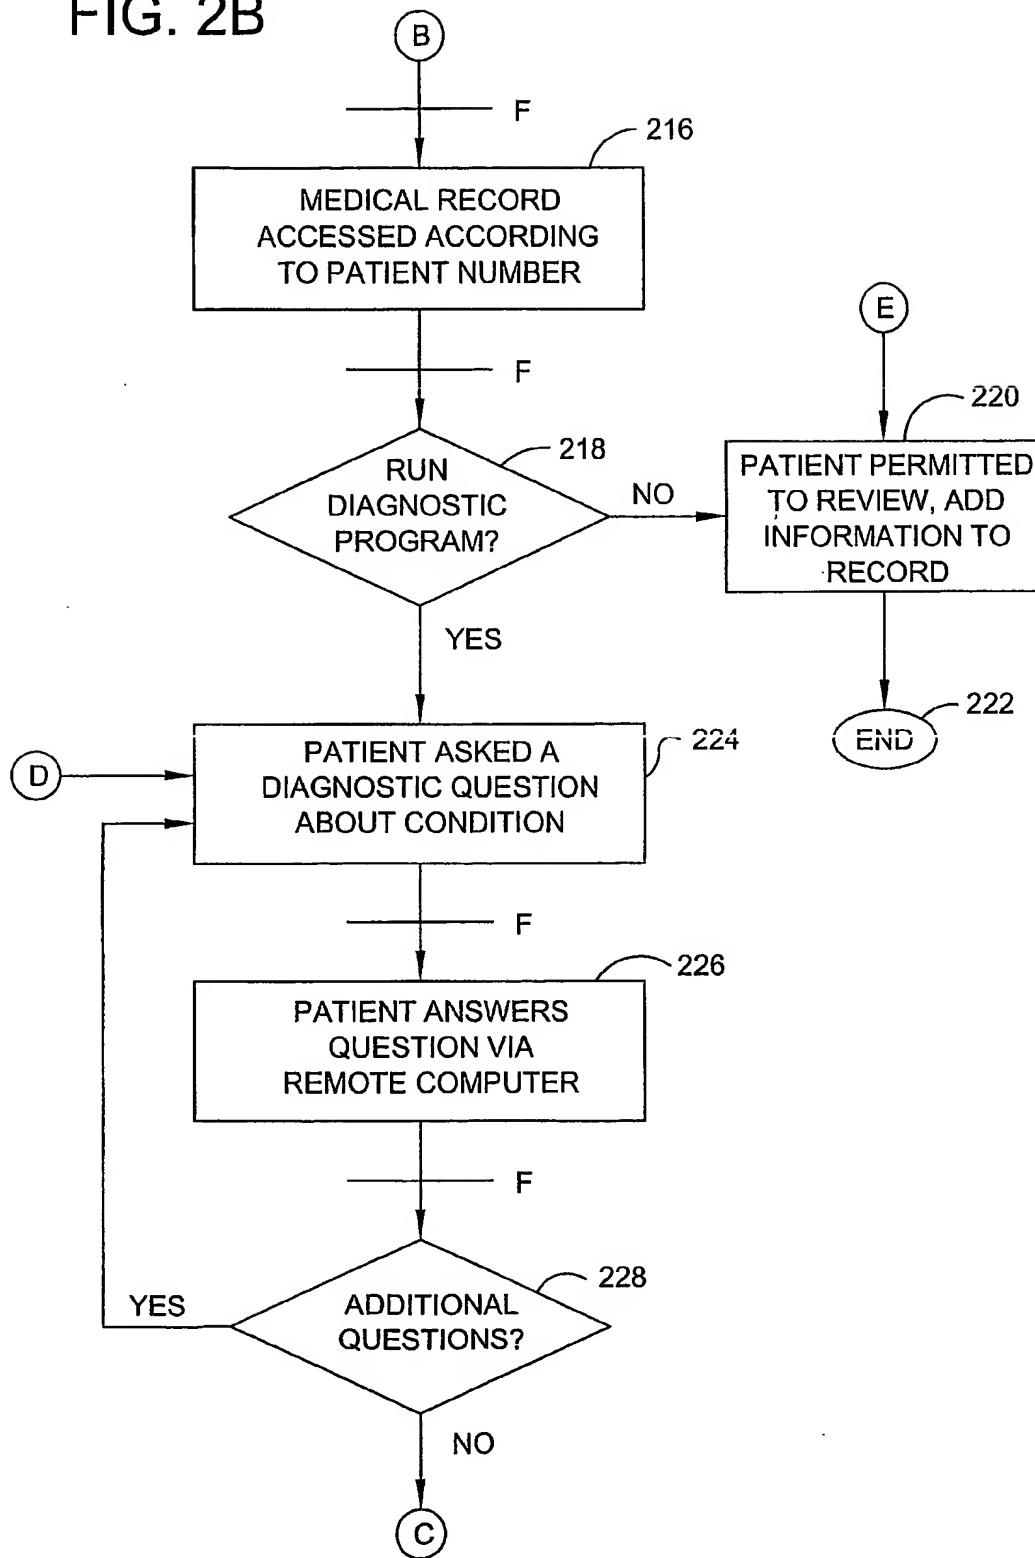 FIG. 2B
B
F
216
MEDICAL RECORD
ACCESSED ACCORDING
TO PATIENT NUMBER
F
E
218
RUN
DIAGNOSTIC
PROGRAM?
NO
220
PATIENT PERMITTED
TO REVIEW, ADD
INFORMATION TO
RECORD
YES
222
END
D
224
PATIENT ASKED A
DIAGNOSTIC QUESTION
ABOUT CONDITION
F
226
PATIENT ANSWERS
QUESTION VIA
REMOTE COMPUTER
F
228
ADDITIONAL
QUESTIONS?
YES
NO
C